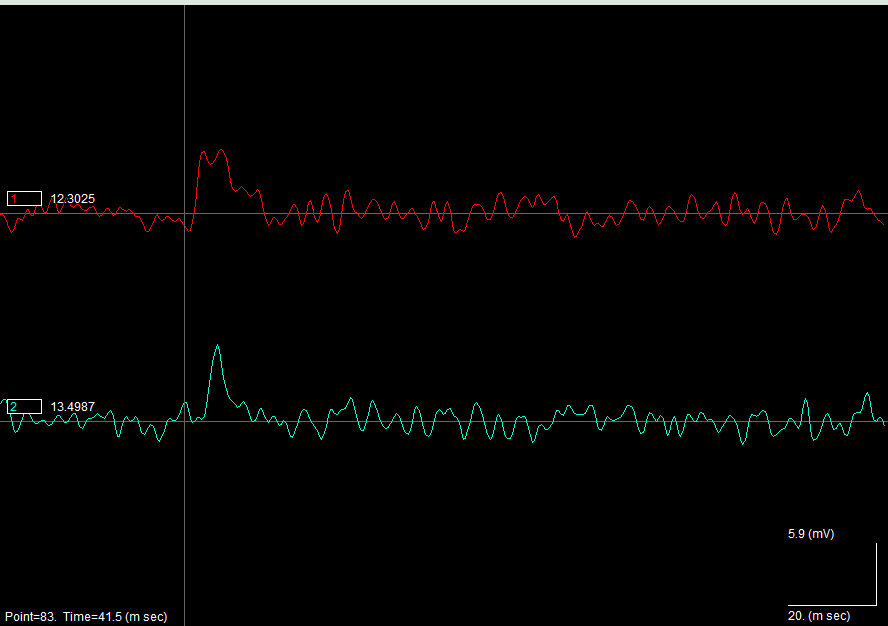 1 12.3025
2 13.4987
5.9 (mV)
20. (m sec)
Point=83. Time=41.5 (m sec)